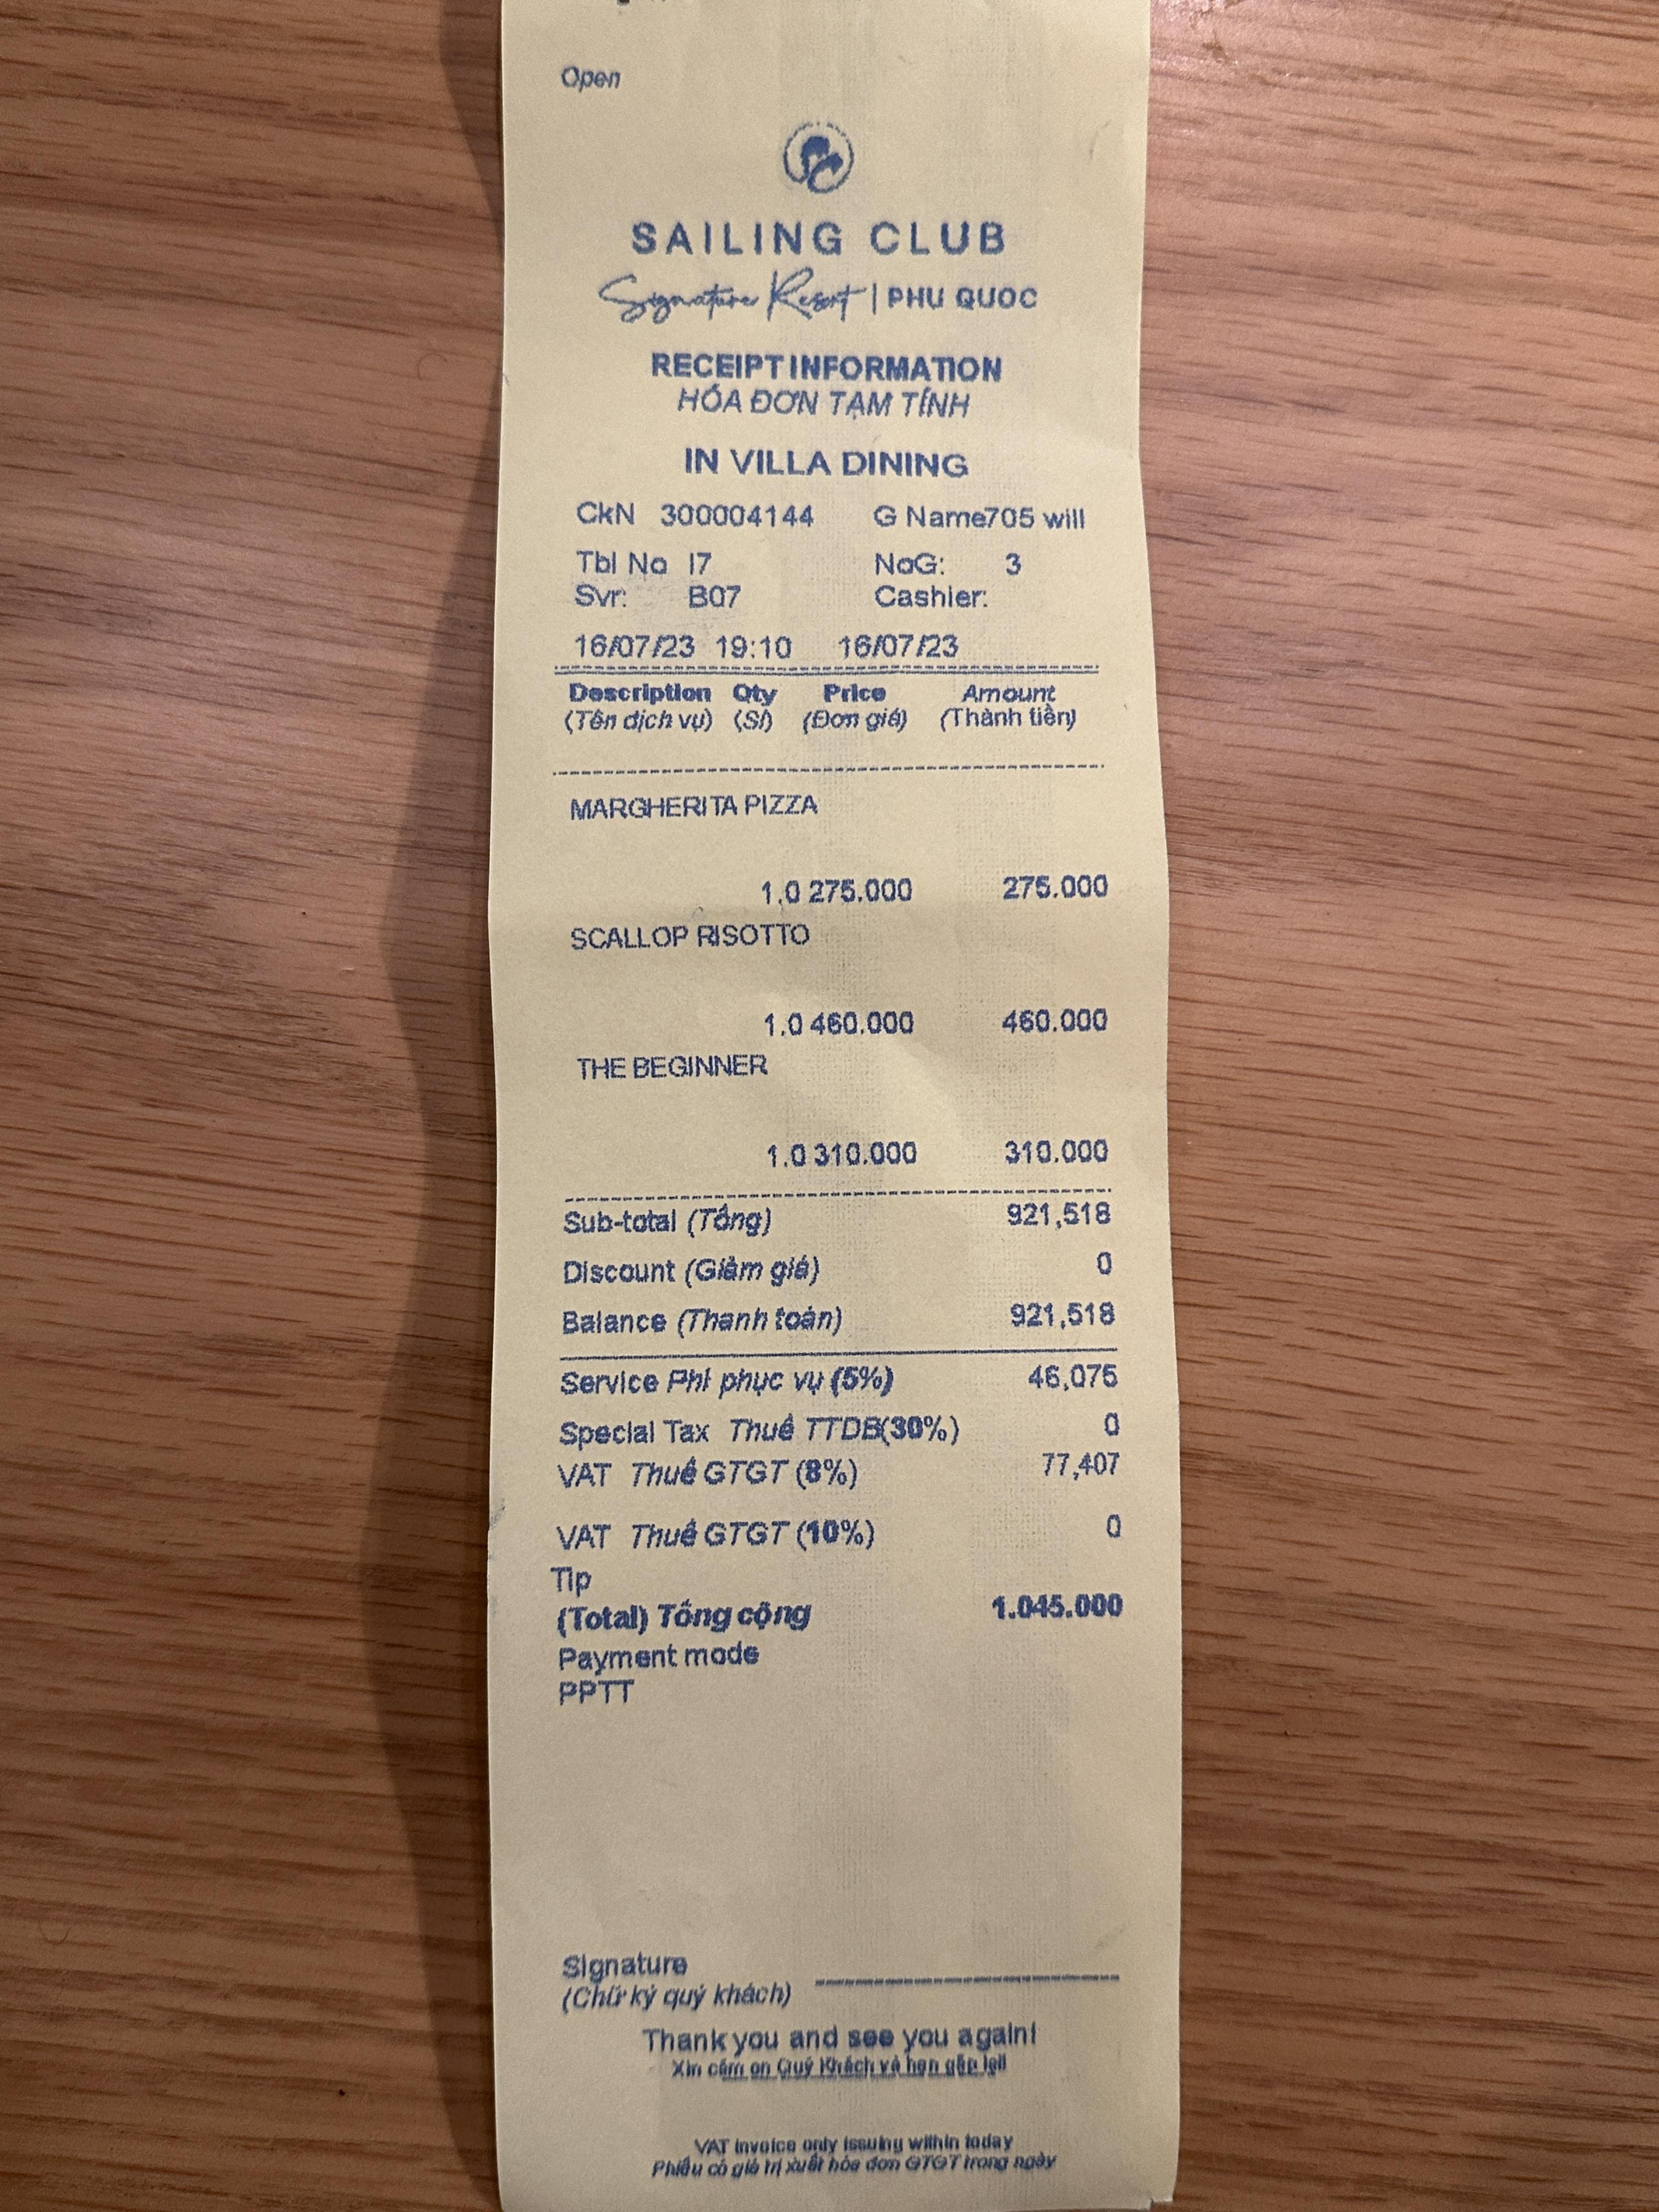 Open
SAILING CLUB
Signature Resort | PHU QUOC
RECEIPT INFORMATION
HÓA ĐƠN TẠM TÍNH
IN VILLA DINING
CkN 300004144 G Name705 will
Tbl No I7 NoG: 3
Svr: B07 Cashier:
16/07/23 19:10 16/07/23
Description Qty Price Amount
(Tên dịch vụ) (Sl) (Đơn giá) (Thành tiền)
MARGHERITA PIZZA
1.0 275.000 275.000
SCALLOP RISOTTO
1.0 460.000 460.000
THE BEGINNER
1.0 310.000 310.000
Sub-total (Tổng) 921,518
Discount (Giảm giá) 0
Balance (Thanh toán) 921,518
Service Phí phục vụ (5%) 46,075
Special Tax Thuế TTDB(30%) 0
VAT Thuế GTGT (8%) 77,407
VAT Thuế GTGT (10%) 0
Tip
(Total) Tổng cộng 1.045.000
Payment mode
PPTT
Signature
(Chữ ký quý khách)
Thank you and see you again!
Xin cám ơn Quý Khách và hẹn gặp lại!
VAT invoice only issuing within today
Phiếu có giá trị xuất hóa đơn GTGT trong ngày